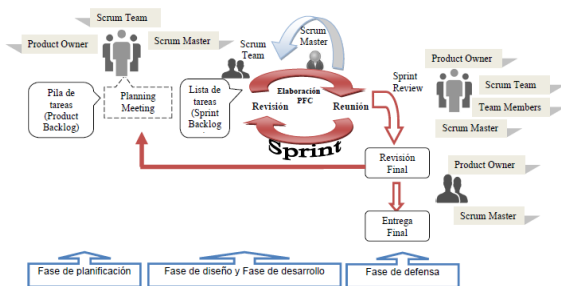 Scrum Team
Product Owner
Scrum Master
Pila de
tareas
(Product
Backlog)
Planning
Meeting
Scrum
Team
Scrum
Master
Lista de
tareas
(Sprint
Backlog
Elaboración
PFC
Revisión
Reunión
Sprint
Sprint
Review
Product Owner
Scrum Team
Team Members
Scrum Master
Revisión
Final
Product Owner
Scrum Master
Entrega
Final
Fase de planificación
Fase de diseño y Fase de desarrollo
Fase de defensa